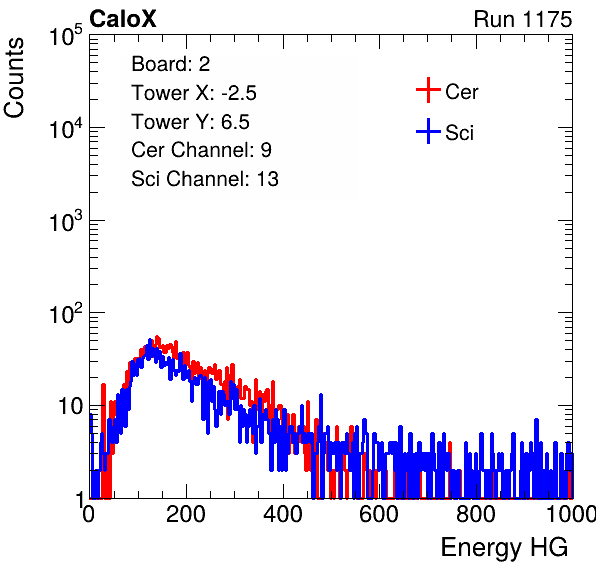 CaloX Run 1175
Counts
10^5
10^4
10^3
10^2
10
1
Board: 2
Tower X: -2.5
Tower Y: 6.5
Cer Channel: 9
Sci Channel: 13
Cer
Sci
0 200 400 600 800 1000
Energy HG